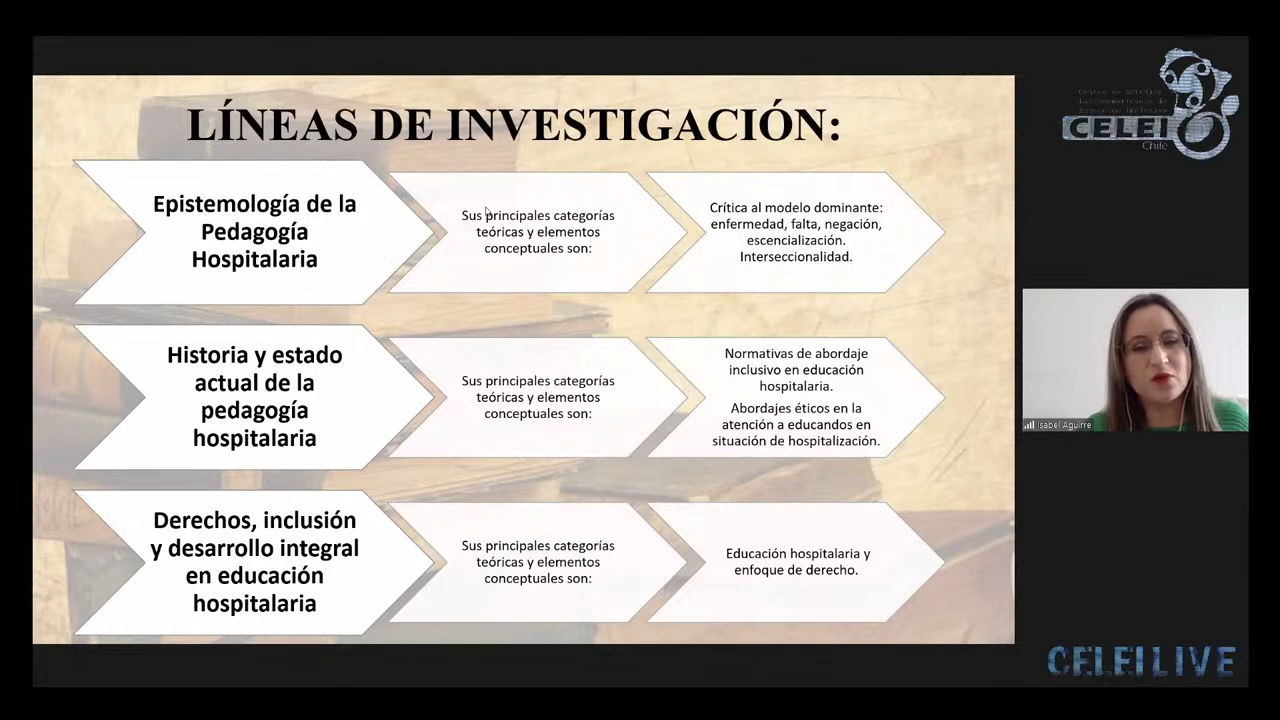 LÍNEAS DE INVESTIGACIÓN:
Epistemología de la
Pedagogía
Hospitalaria
Sus principales categorías
teóricas y elementos
conceptuales son:
Crítica al modelo dominante:
enfermedad, falta, negación,
escencialización.
Interseccionalidad.
Historia y estado
actual de la
pedagogía
hospitalaria
Sus principales categorías
teóricas y elementos
conceptuales son:
Normativas de abordaje
inclusivo en educación
hospitalaria.
Abordajes éticos en la
atención a educandos en
situación de hospitalización.
Derechos, inclusión
y desarrollo integral
en educación
hospitalaria
Sus principales categorías
teóricas y elementos
conceptuales son:
Educación hospitalaria y
enfoque de derecho.
CELEI
Chile
Isabel Aguirre
CELEI LIVE